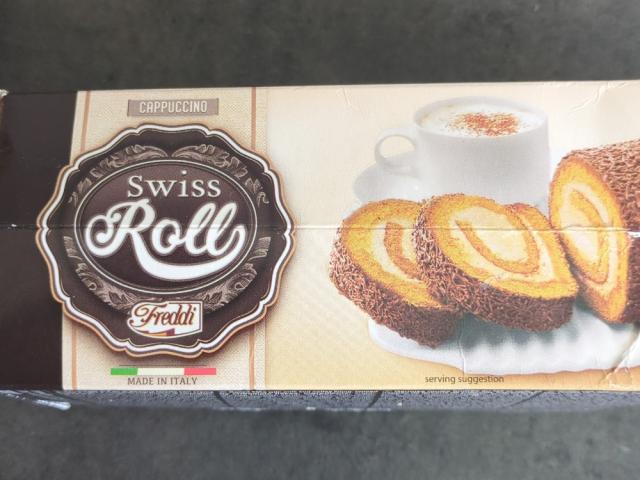 CAPPUCCINO
Swiss
Roll
Freddi
MADE IN ITALY
serving suggestion